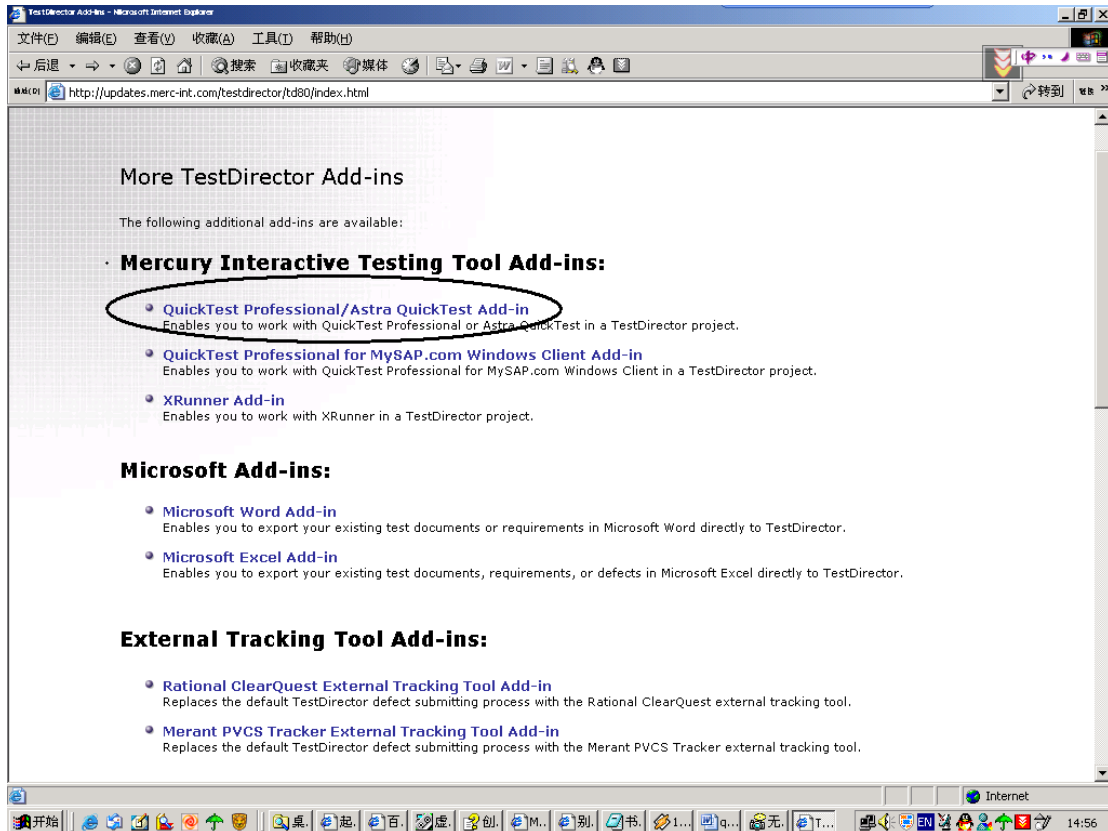 TestDirector Add-ins - Microsoft Internet Explorer
文件(F) 编辑(E) 查看(V) 收藏(A) 工具(T) 帮助(H)
后退 搜索 收藏夹 媒体
http://updates.merc-int.com/testdirector/td80/index.html 转到
More TestDirector Add-ins
The following additional add-ins are available:
Mercury Interactive Testing Tool Add-ins:
QuickTest Professional/Astra QuickTest Add-in
Enables you to work with QuickTest Professional or Astra QuickTest in a TestDirector project.
QuickTest Professional for MySAP.com Windows Client Add-in
Enables you to work with QuickTest Professional for MySAP.com Windows Client in a TestDirector project.
XRunner Add-in
Enables you to work with XRunner in a TestDirector project.
Microsoft Add-ins:
Microsoft Word Add-in
Enables you to export your existing test documents or requirements in Microsoft Word directly to TestDirector.
Microsoft Excel Add-in
Enables you to export your existing test documents, requirements, or defects in Microsoft Excel directly to TestDirector.
External Tracking Tool Add-ins:
Rational ClearQuest External Tracking Tool Add-in
Replaces the default TestDirector defect submitting process with the Rational ClearQuest external tracking tool.
Merant PVCS Tracker External Tracking Tool Add-in
Replaces the default TestDirector defect submitting process with the Merant PVCS Tracker external tracking tool.
Internet
开始 桌. 起. 百. 虚. 创. M.. 别. 书. 1... q... 无. T... EN 14:56